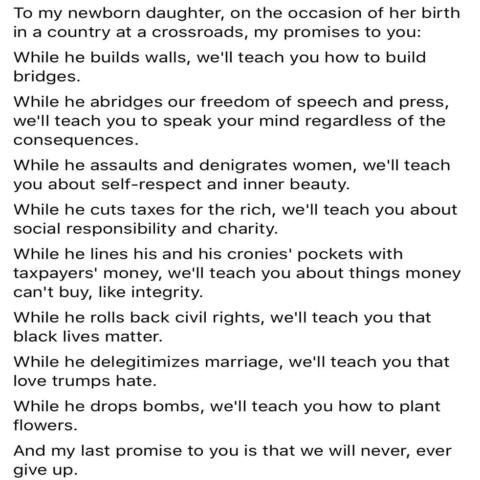 To my newborn daughter, on the occasion of her birth
in a country at a crossroads, my promises to you:
While he builds walls, we'll teach you how to build
bridges.
While he abridges our freedom of speech and press,
we'll teach you to speak your mind regardless of the
consequences.
While he assaults and denigrates women, we'll teach
you about self-respect and inner beauty.
While he cuts taxes for the rich, we'll teach you about
social responsibility and charity.
While he lines his and his cronies' pockets with
taxpayers' money, we'll teach you about things money
can't buy, like integrity.
While he rolls back civil rights, we'll teach you that
black lives matter.
While he delegitimizes marriage, we'll teach you that
love trumps hate.
While he drops bombs, we'll teach you how to plant
flowers.
And my last promise to you is that we will never, ever
give up.